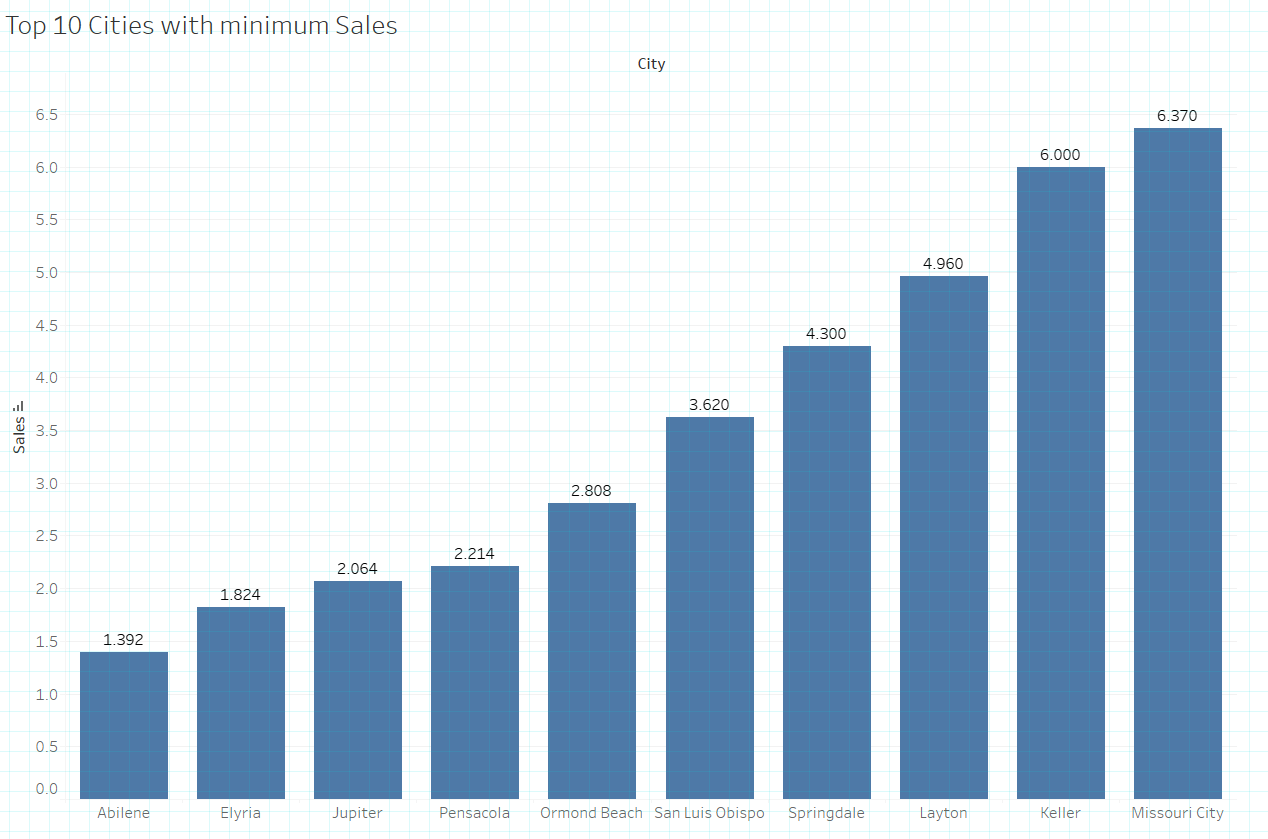 Top 10 Cities with minimum Sales
City
6.5
6.0
5.5
5.0
4.5
4.0
3.5
3.0
2.5
2.0
1.5
1.0
0.5
0.0
Sales
1.392
1.824
2.064
2.214
2.808
3.620
4.300
4.960
6.000
6.370
Abilene
Elyria
Jupiter
Pensacola
Ormond Beach
San Luis Obispo
Springdale
Layton
Keller
Missouri City